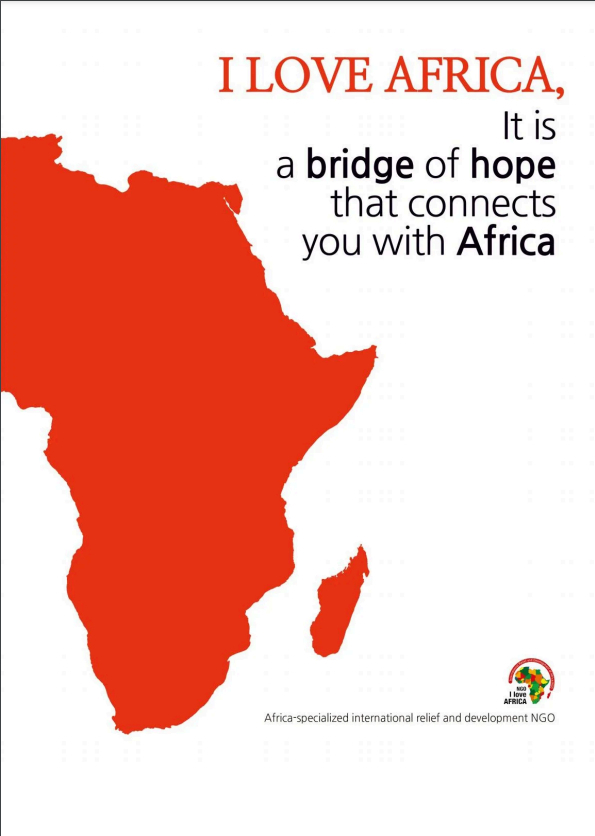 I LOVE AFRICA,
It is
a bridge of hope
that connects
you with Africa
NGO
I love
AFRICA
Africa-specialized international relief and development NGO